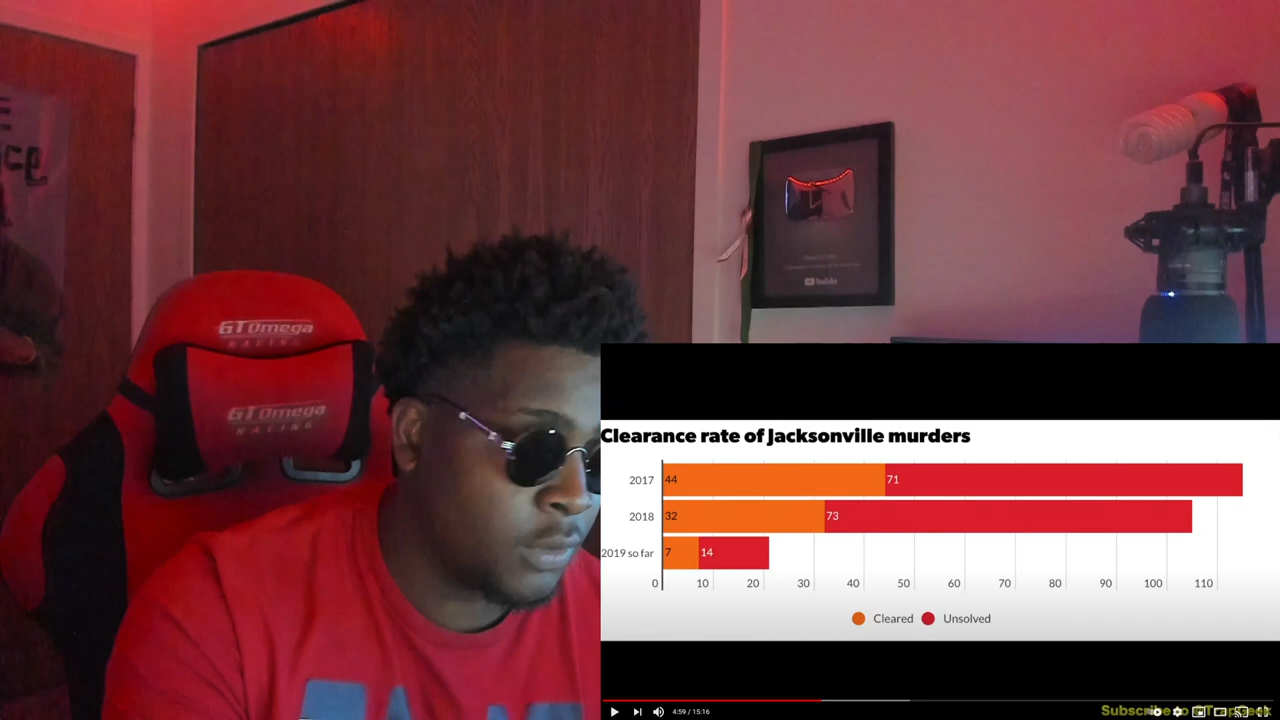 GTOmega
RACING
GTOmega
RACING
YouTube
Clearance rate of Jacksonville murders
2017 44 71
2018 32 73
2019 so far 7 14
0 10 20 30 40 50 60 70 80 90 100 110
Cleared Unsolved
4:59 / 15:16